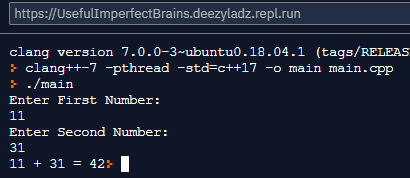 https://UsefulImperfectBrains.deezyladz.repl.run
clang version 7.0.0-3~ubuntu0.18.04.1 (tags/RELEAS
> clang++-7 -pthread -std=c++17 -o main main.cpp
> ./main
Enter First Number:
11
Enter Second Number:
31
11 + 31 = 42>